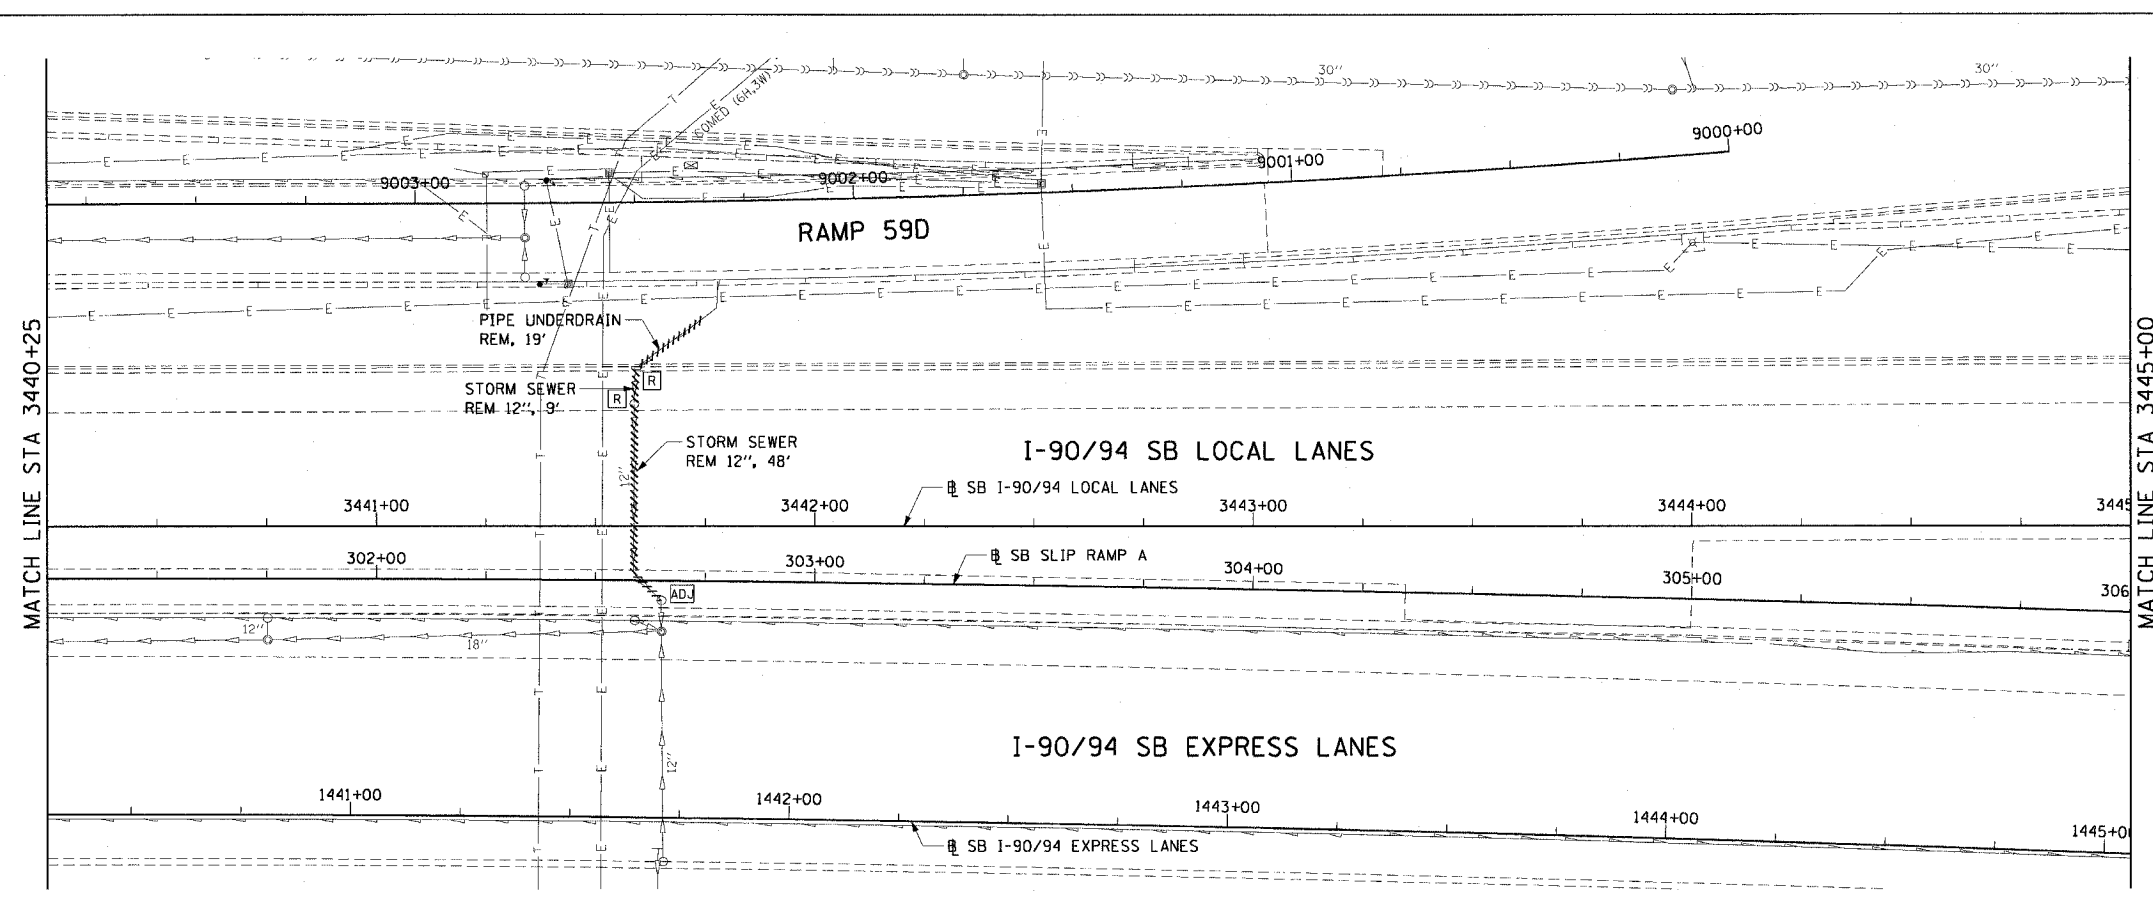 30''
30''
COMED (6H,3W)
9000+00
9001+00
9002+00
9003+00
RAMP 59D
PIPE UNDERDRAIN
REM, 19'
STORM SEWER
REM 12'', 9'
R
R
STORM SEWER
REM 12'', 48'
12''
I-90/94 SB LOCAL LANES
℄ SB I-90/94 LOCAL LANES
3441+00
3442+00
3443+00
3444+00
3445
℄ SB SLIP RAMP A
302+00
303+00
304+00
305+00
306
ADJ
12''
18''
12''
I-90/94 SB EXPRESS LANES
1441+00
1442+00
1443+00
1444+00
1445+0
℄ SB I-90/94 EXPRESS LANES
MATCH LINE STA 3440+25
MATCH LINE STA 3445+00